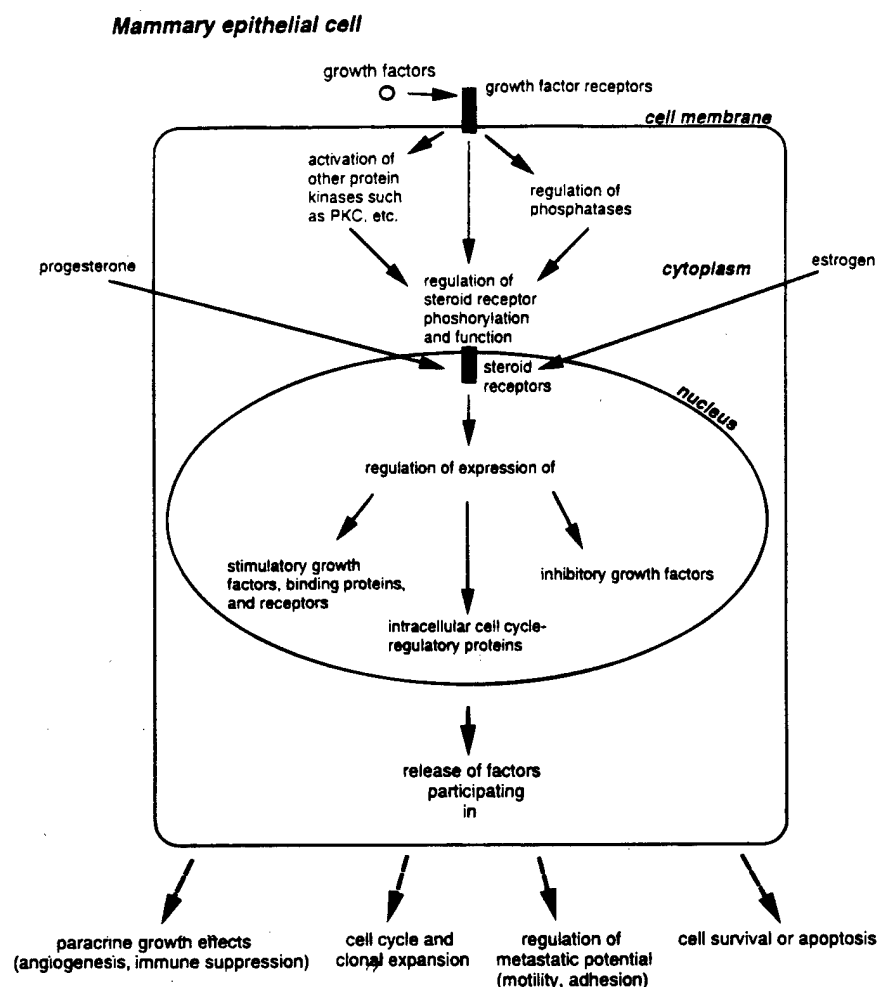 Mammary epithelial cell
growth factors
growth factor receptors
cell membrane
activation of
other protein
kinases such
as PKC, etc.
regulation of
phosphatases
progesterone
cytoplasm
estrogen
regulation of
steroid receptor
phoshorylation
and function
steroid
receptors
nucleus
regulation of expression of
stimulatory growth
factors, binding proteins,
and receptors
inhibitory growth factors
intracellular cell cycle-
regulatory proteins
release of factors
participating
in
paracrine growth effects
(angiogenesis, immune suppression)
cell cycle and
clonal expansion
regulation of
metastatic potential
(motility, adhesion)
cell survival or apoptosis